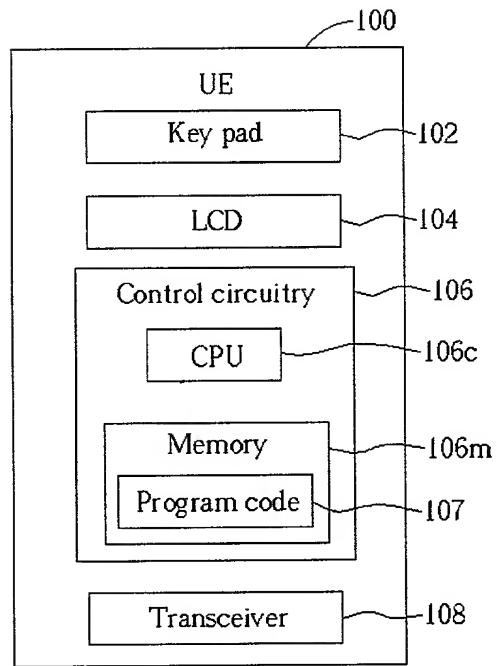 100
UE
Key pad
102
LCD
104
Control circuitry
106
CPU
106c
Memory
106m
Program code
107
Transceiver
108